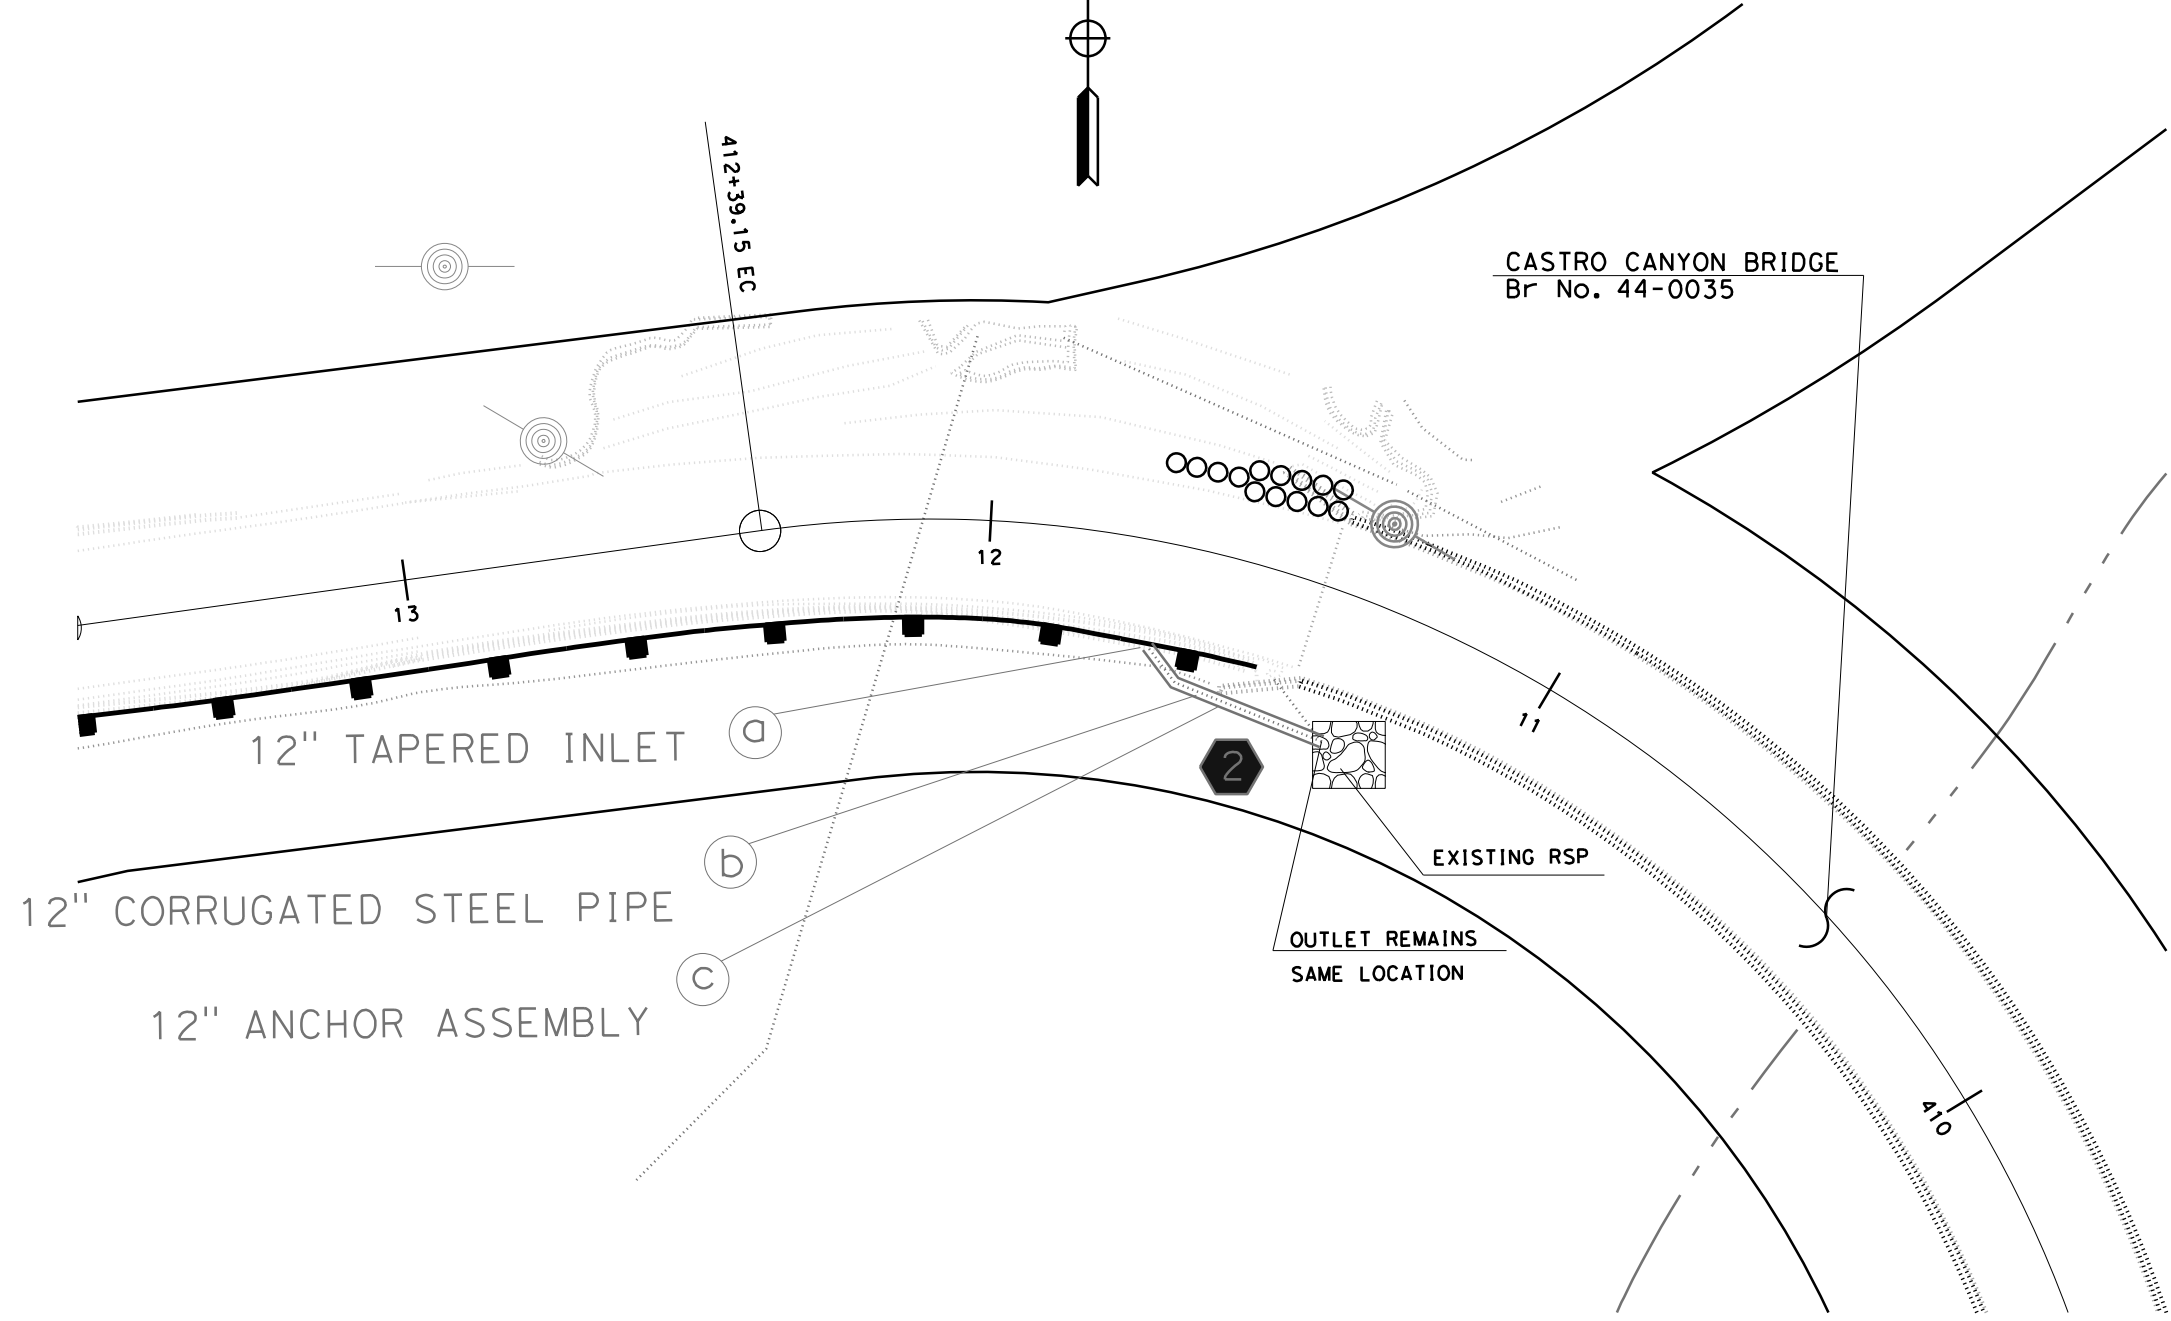 412+39.15 EC
CASTRO CANYON BRIDGE
Br No. 44-0035
12
13
11
12" TAPERED INLET
a
2
b
EXISTING RSP
12" CORRUGATED STEEL PIPE
OUTLET REMAINS
SAME LOCATION
c
12" ANCHOR ASSEMBLY
410